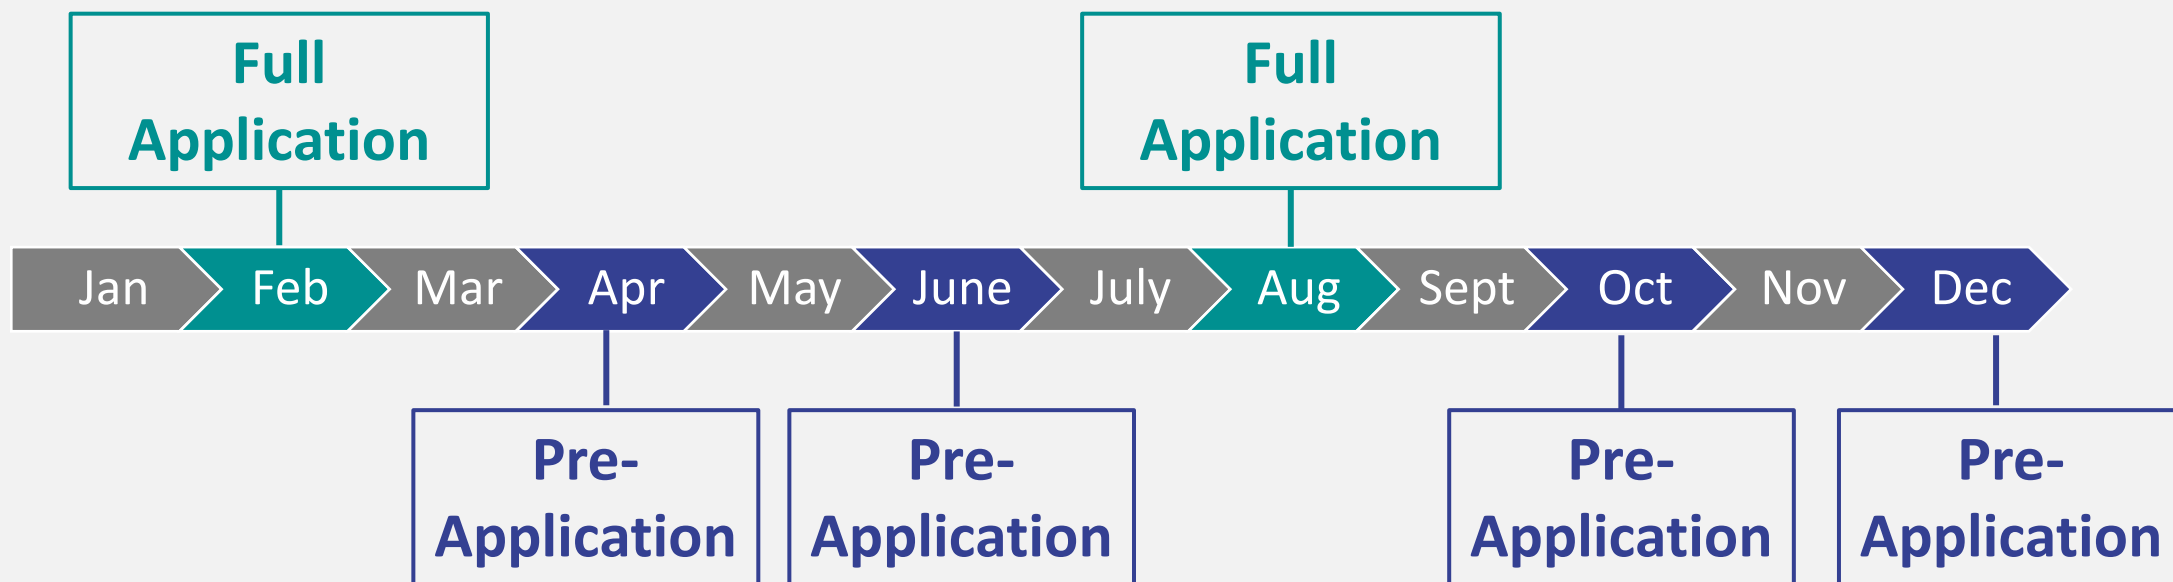 Full
Application
Full
Application
Jan Feb Mar Apr May June July Aug Sept Oct Nov Dec
Pre-
Application
Pre-
Application
Pre-
Application
Pre-
Application